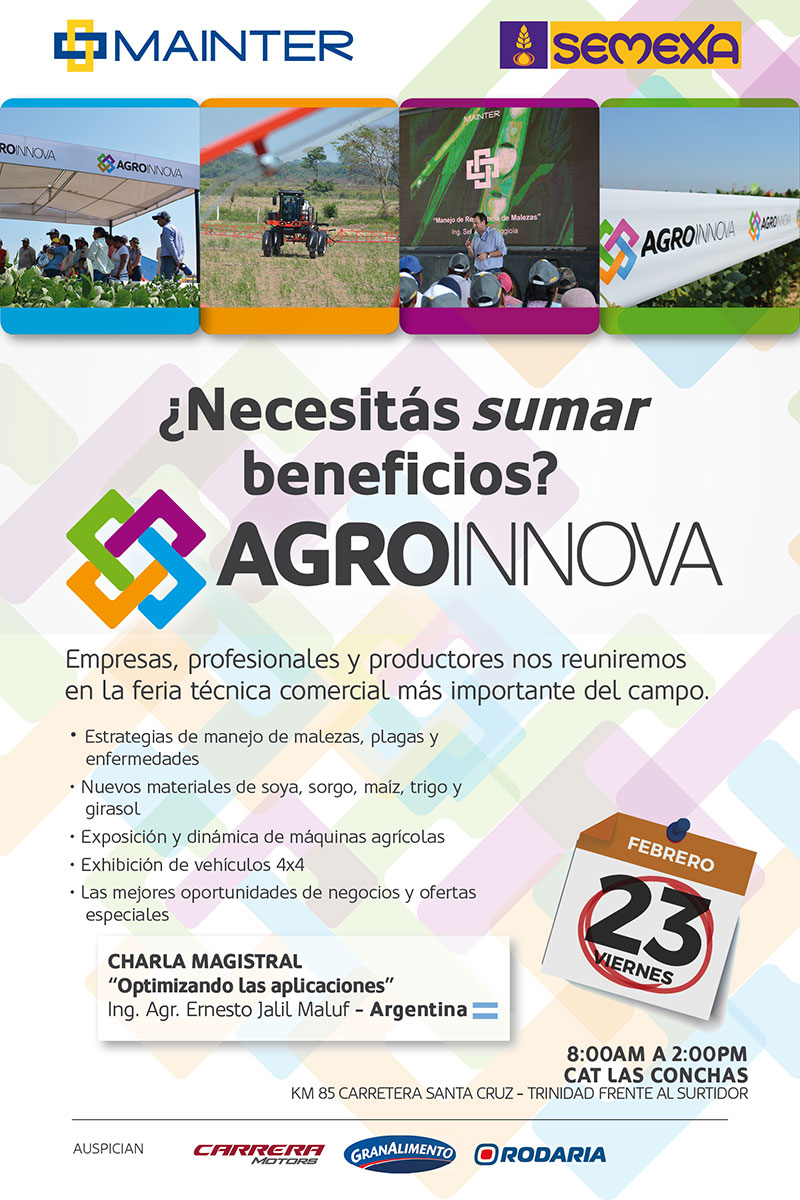 MAINTER
SEMEXA
ROINNOVA
AGROINNOVA
MAINTER
"Manejo de
de Malezas"
Ing.
AGROINNOVA
AGROINNOVA
¿Necesitás sumar
beneficios?
AGROINNOVA
Empresas, profesionales y productores nos reuniremos
en la feria técnica comercial más importante del campo.
• Estrategias de manejo de malezas, plagas y
enfermedades
• Nuevos materiales de soya, sorgo, maíz, trigo y
girasol
• Exposición y dinámica de máquinas agrícolas
• Exhibición de vehículos 4x4
• Las mejores oportunidades de negocios y ofertas
especiales
FEBRERO
23
VIERNES
CHARLA MAGISTRAL
“Optimizando las aplicaciones”
Ing. Agr. Ernesto Jalil Maluf - Argentina
8:00AM A 2:00PM
CAT LAS CONCHAS
KM 85 CARRETERA SANTA CRUZ - TRINIDAD FRENTE AL SURTIDOR
AUSPICIAN
CARRERA
MOTORS
GRANALIMENTO
RODARIA